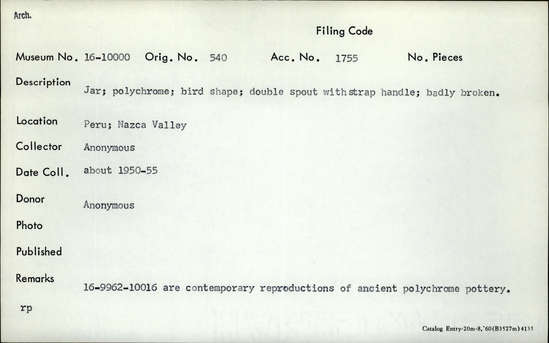 Arch.
Filing Code
Museum No. 16-10000 Orig. No. 540 Acc. No. 1755 No. Pieces
Description Jar; polychrome; bird shape; double spout with strap handle; badly broken.
Location Peru; Nazca Valley
Collector Anonymous
Date Coll. about 1950-55
Donor Anonymous
Photo
Published
Remarks 16-9962-10016 are contemporary reproductions of ancient polychrome pottery.
rp
Catalog Entry-20m-8,'60(B3527m)4131